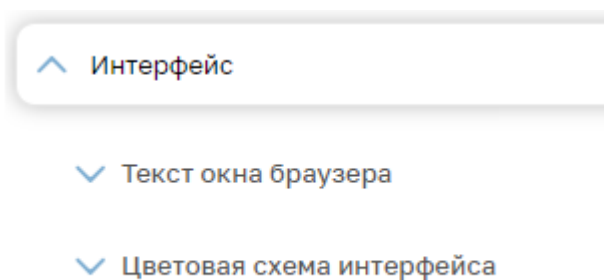 Интерфейс
Текст окна браузера
Цветовая схема интерфейса